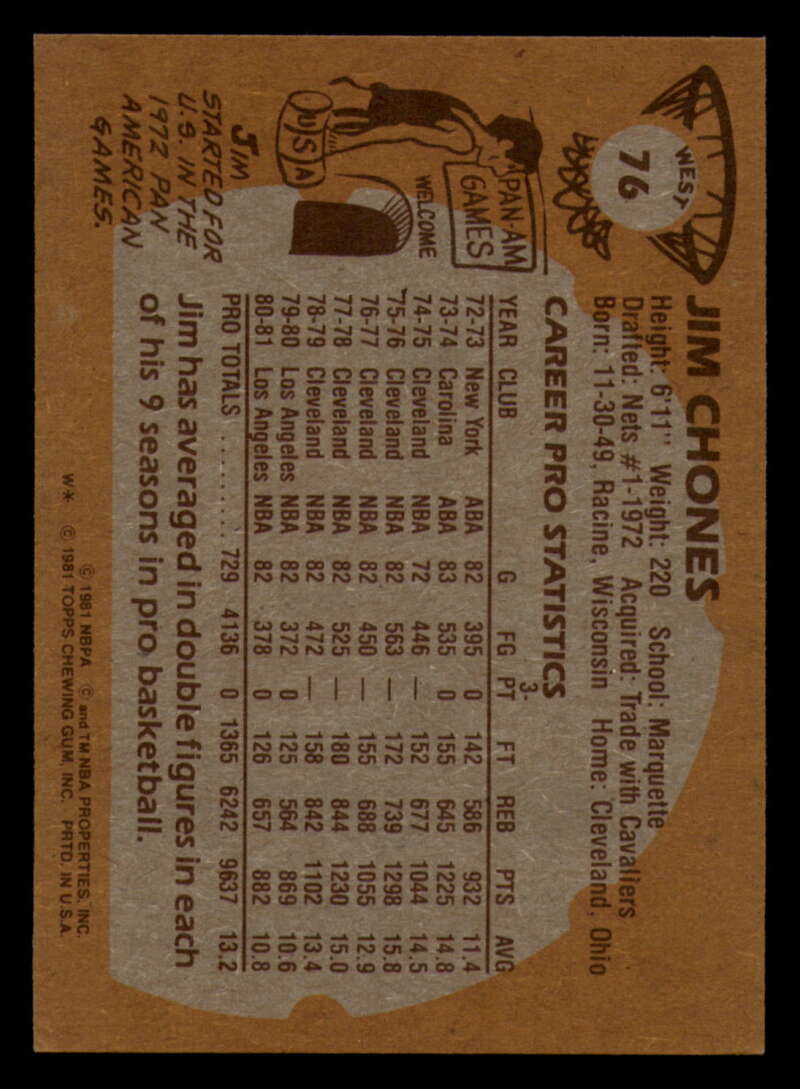 WEST
76
JIM CHONES
Height: 6'11" Weight: 220 School: Marquette
Drafted: Nets #1-1972 Acquired: Trade with Cavaliers
Born: 11-30-49, Racine, Wisconsin Home: Cleveland, Ohio
PAN-AM
GAMES
WELCOME
USA
JIM
STARTED FOR
U.S. IN THE
1972 PAN
AMERICAN
GAMES.
CAREER PRO STATISTICS
YEAR CLUB G FG 3-PT FT REB PTS AVG
72-73 New York ABA 82 395 0 142 586 932 11.4
73-74 Carolina ABA 83 535 0 155 645 1225 14.8
74-75 Cleveland NBA 72 446 — 152 677 1044 14.5
75-76 Cleveland NBA 82 563 — 172 739 1298 15.8
76-77 Cleveland NBA 82 450 — 155 688 1055 12.9
77-78 Cleveland NBA 82 525 — 180 844 1230 15.0
78-79 Cleveland NBA 82 472 — 158 842 1102 13.4
79-80 Los Angeles NBA 82 372 0 125 564 869 10.6
80-81 Los Angeles NBA 82 378 0 126 657 882 10.8
PRO TOTALS ......... 729 4136 0 1365 6242 9637 13.2
Jim has averaged in double figures in each
of his 9 seasons in pro basketball.
© 1981 NBPA © and TM NBA PROPERTIES, INC.
W* © 1981 TOPPS CHEWING GUM, INC. PRTD. IN U.S.A.